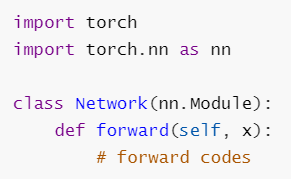 import torch
import torch.nn as nn

class Network(nn.Module):
    def forward(self, x):
        # forward codes